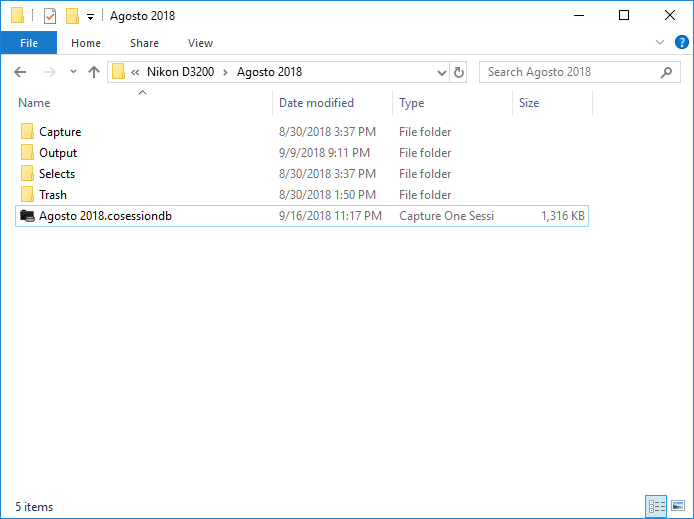 Agosto 2018
File Home Share View
« Nikon D3200 > Agosto 2018 Search Agosto 2018
Name Date modified Type Size
Capture 8/30/2018 3:37 PM File folder
Output 9/9/2018 9:11 PM File folder
Selects 8/30/2018 3:37 PM File folder
Trash 8/30/2018 1:50 PM File folder
Agosto 2018.cosessiondb 9/16/2018 11:17 PM Capture One Sessi 1,316 KB
5 items